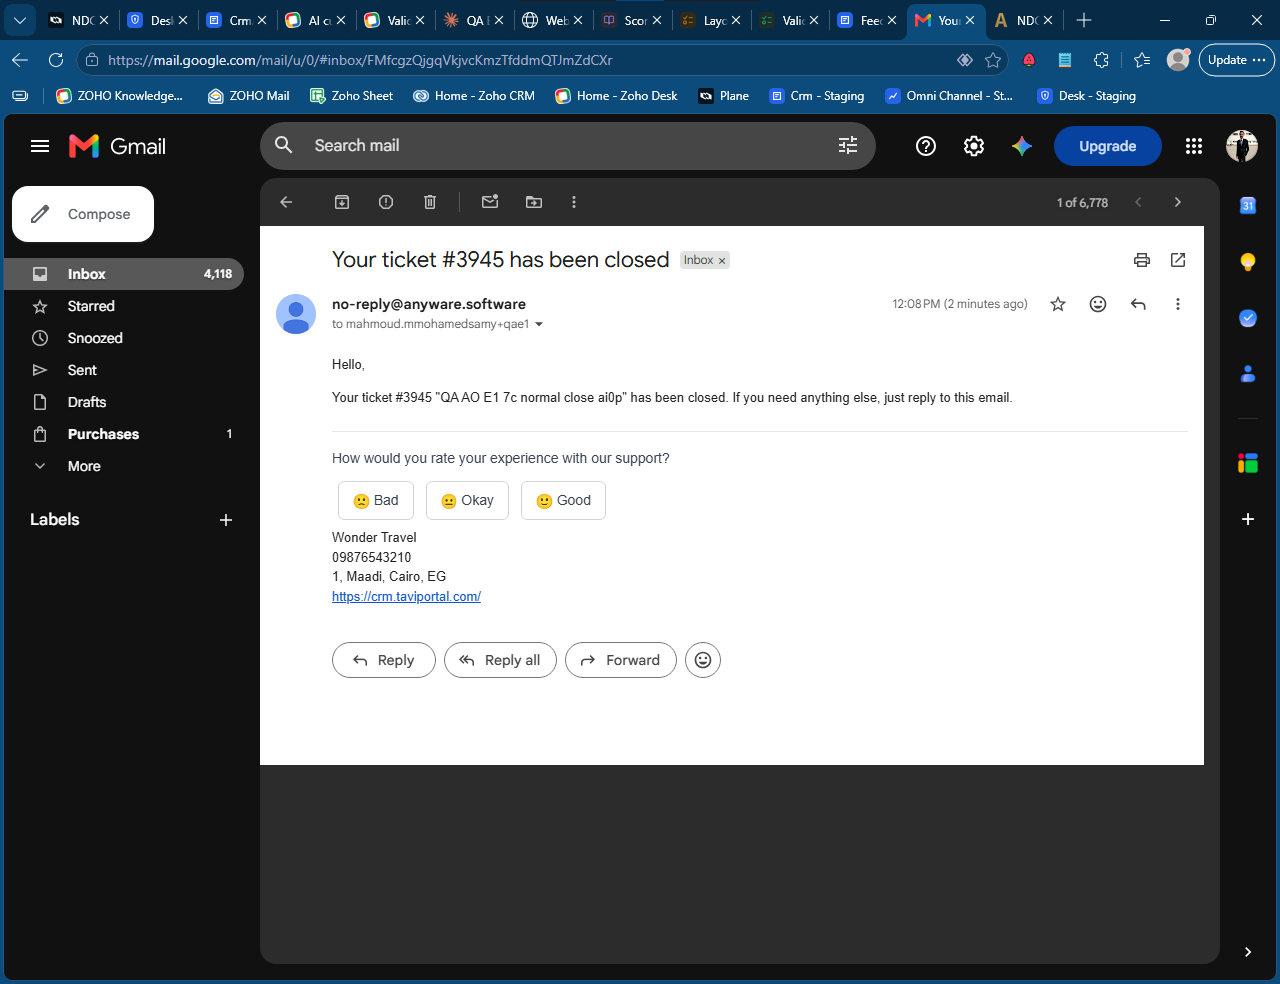 NDC
Desk
Crm
AI cu
Valic
QA E
Web
Scor
Layo
Valic
Feec
Your
NDC
https://mail.google.com/mail/u/0/#inbox/FMfcgzQjgqVkjvcKmzTfddmQTJmZdCXr
Update
ZOHO Knowledge...
ZOHO Mail
Zoho Sheet
Home - Zoho CRM
Home - Zoho Desk
Plane
Crm - Staging
Omni Channel - St...
Desk - Staging
Gmail
Search mail
Upgrade
Compose
1 of 6,778
31
Inbox 4,118
Starred
Snoozed
Sent
Drafts
Purchases 1
More
Labels
Your ticket #3945 has been closed Inbox x
no-reply@anyware.software 12:08 PM (2 minutes ago)
to mahmoud.mmohamedsamy+qae1
Hello,
Your ticket #3945 "QA AO E1 7c normal close ai0p" has been closed. If you need anything else, just reply to this email.
How would you rate your experience with our support?
Bad Okay Good
Wonder Travel
09876543210
1, Maadi, Cairo, EG
https://crm.taviportal.com/
Reply Reply all Forward